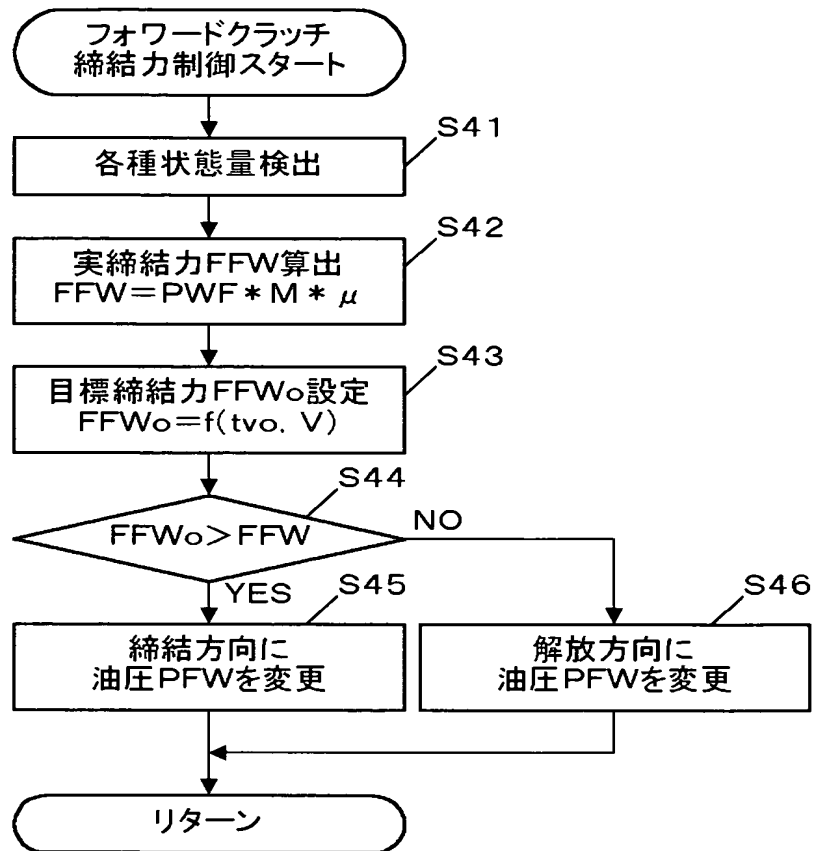 フォワードクラッチ
締結力制御スタート
S41
各種状態量検出
S42
実締結力FFW算出
FFW=PWF*M*μ
S43
目標締結力FFWo設定
FFWo=f(tvo. V)
S44
FFWo>FFW
NO
YES
S45
締結方向に
油圧PFWを変更
S46
解放方向に
油圧PFWを変更
リターン